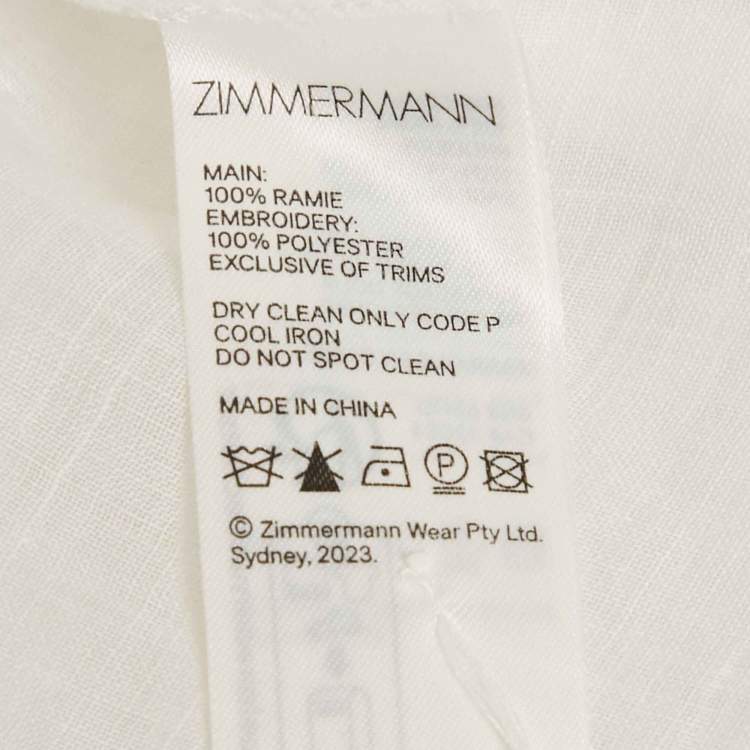 ZIMMERMANN
MAIN:
100% RAMIE
EMBROIDERY:
100% POLYESTER
EXCLUSIVE OF TRIMS
DRY CLEAN ONLY CODE P
COOL IRON
DO NOT SPOT CLEAN
MADE IN CHINA
P
© Zimmermann Wear Pty Ltd.
Sydney, 2023.